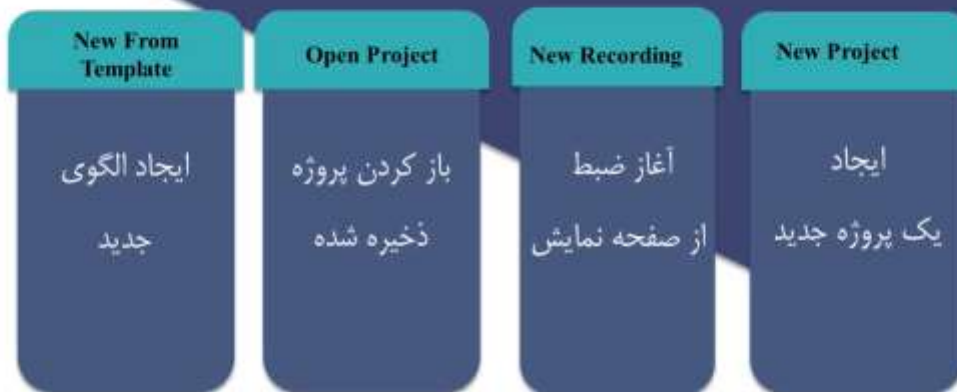 New Project
ایجاد
یک پروژه جدید
New Recording
آغاز ضبط
از صفحه نمایش
Open Project
باز کردن پروژه
ذخیره شده
New From
Template
ایجاد الگوی
جدید